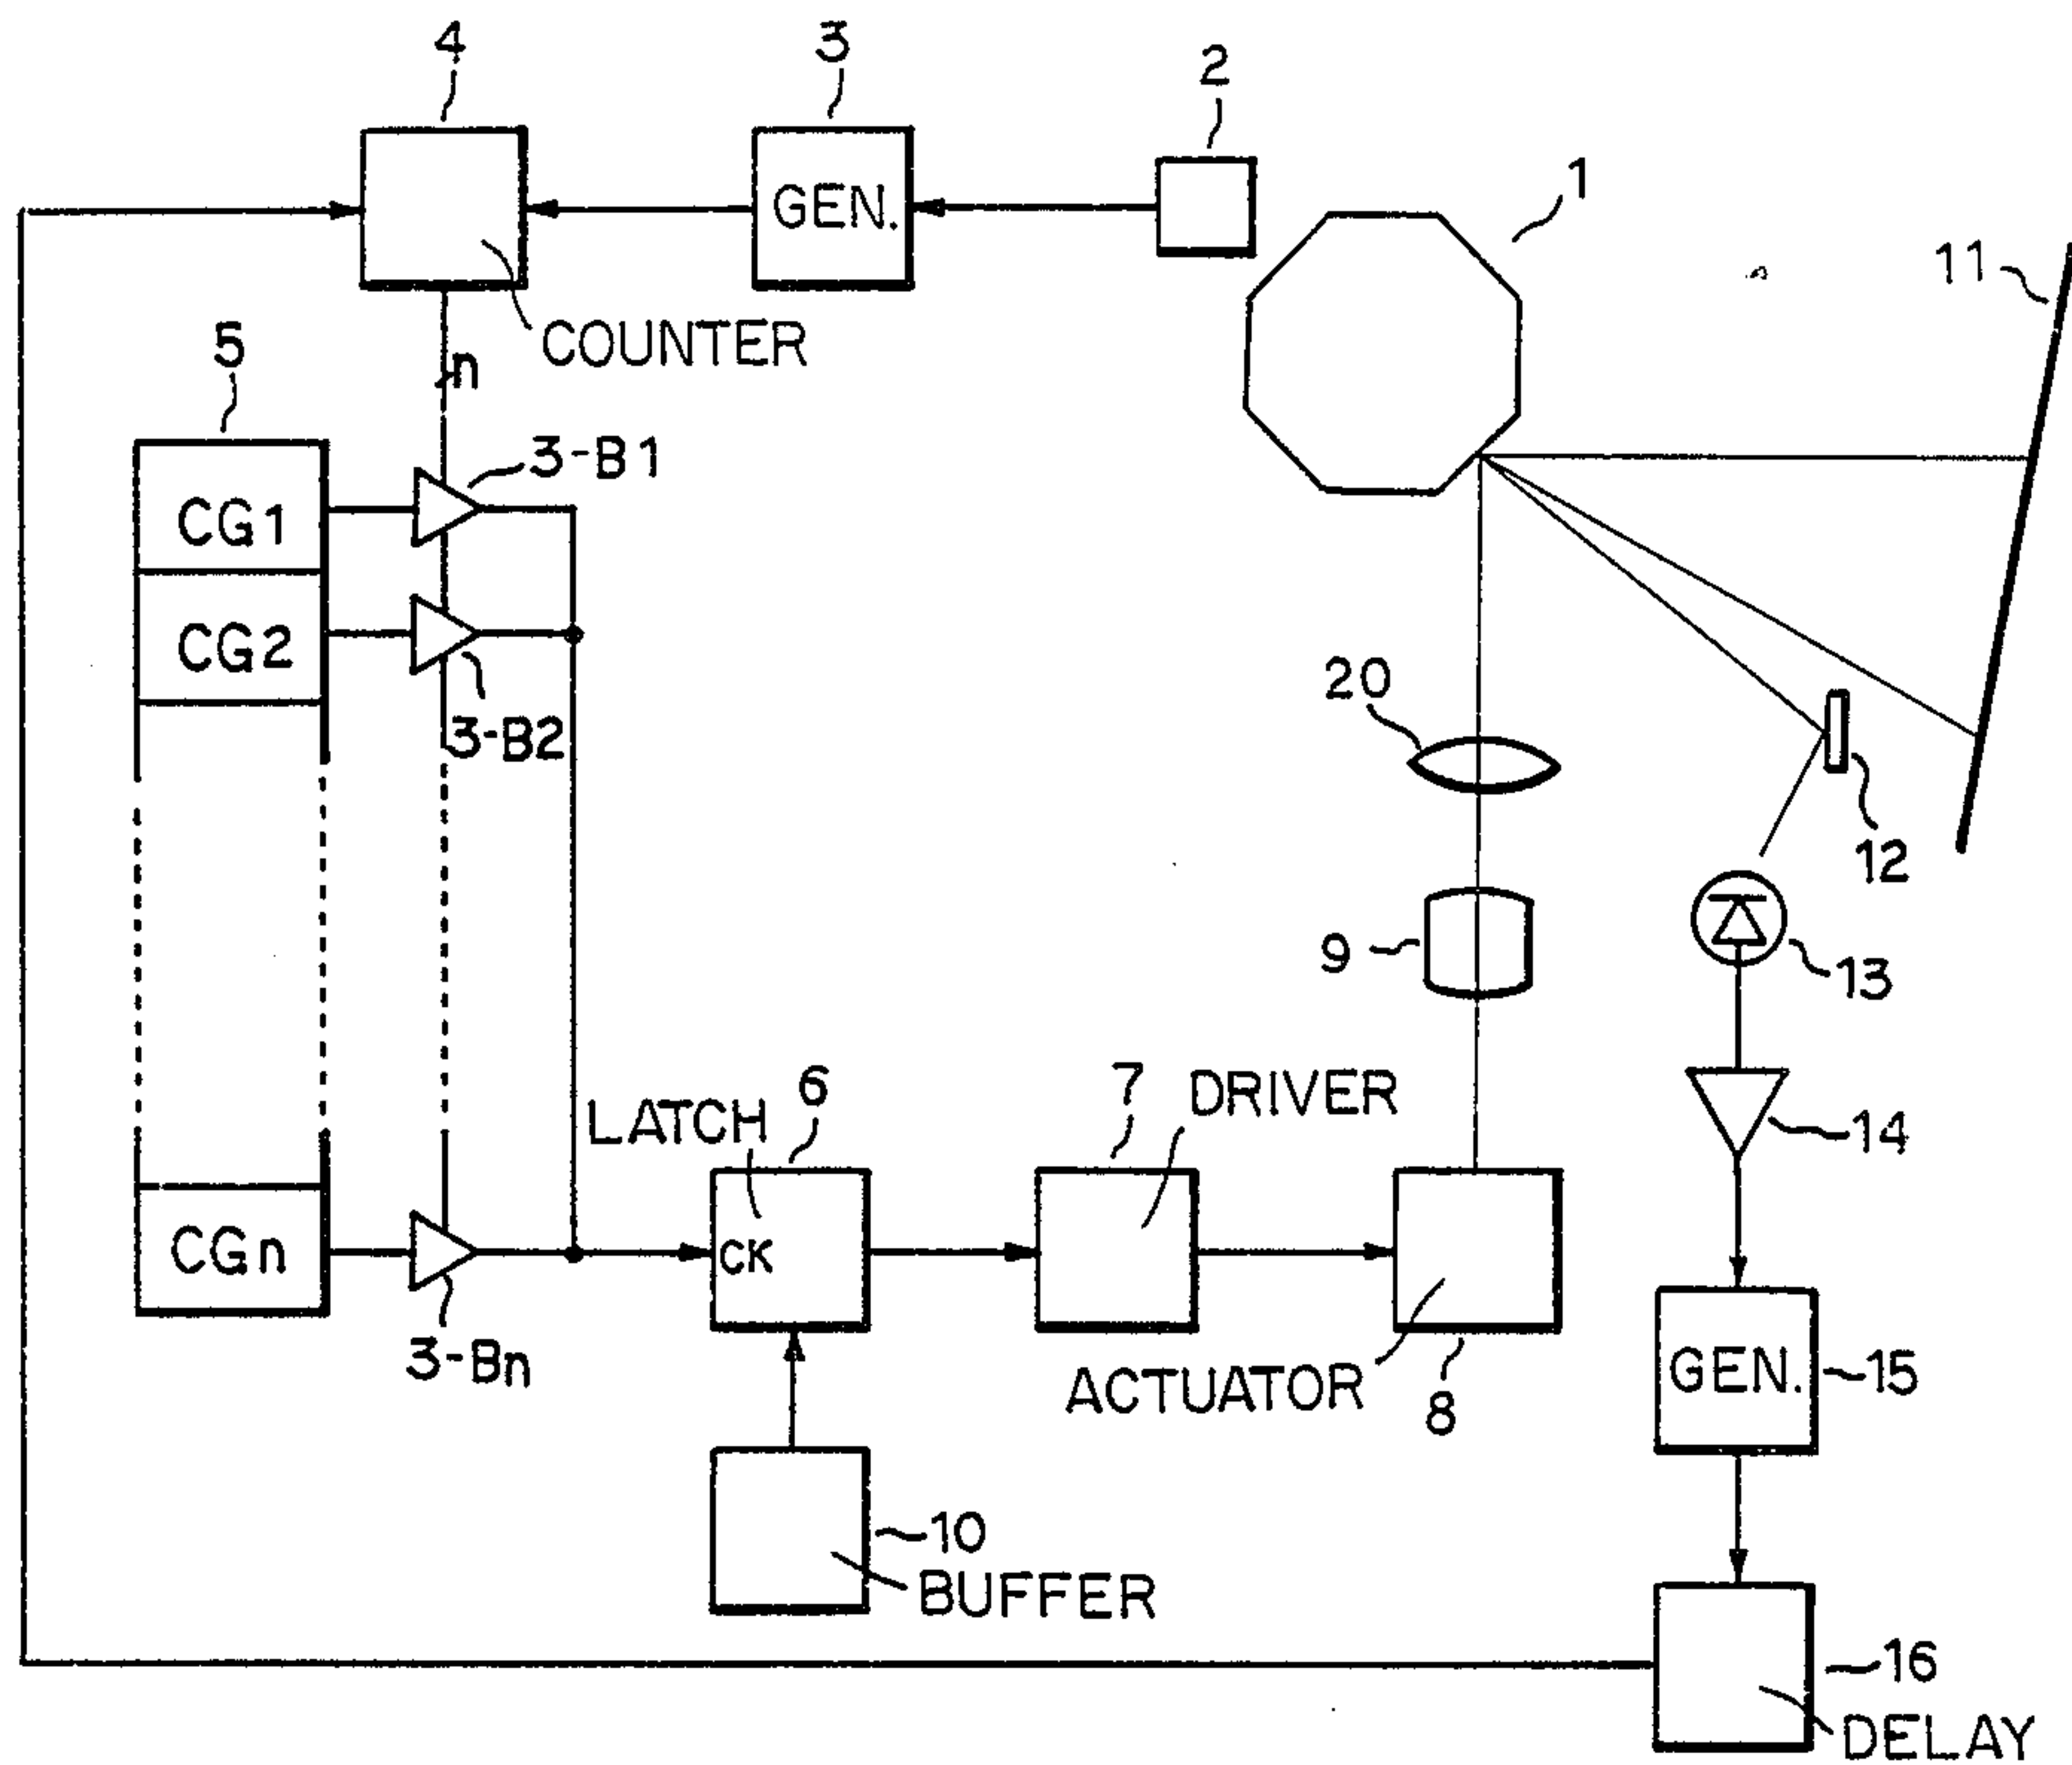 4
3
2
1
GEN.
11
COUNTER
n
5
3-B1
CG1
CG2
3-B2
20
12
9
13
6
7
DRIVER
LATCH
14
CGn
CK
3-Bn
ACTUATOR
8
GEN.
15
10
BUFFER
16
DELAY